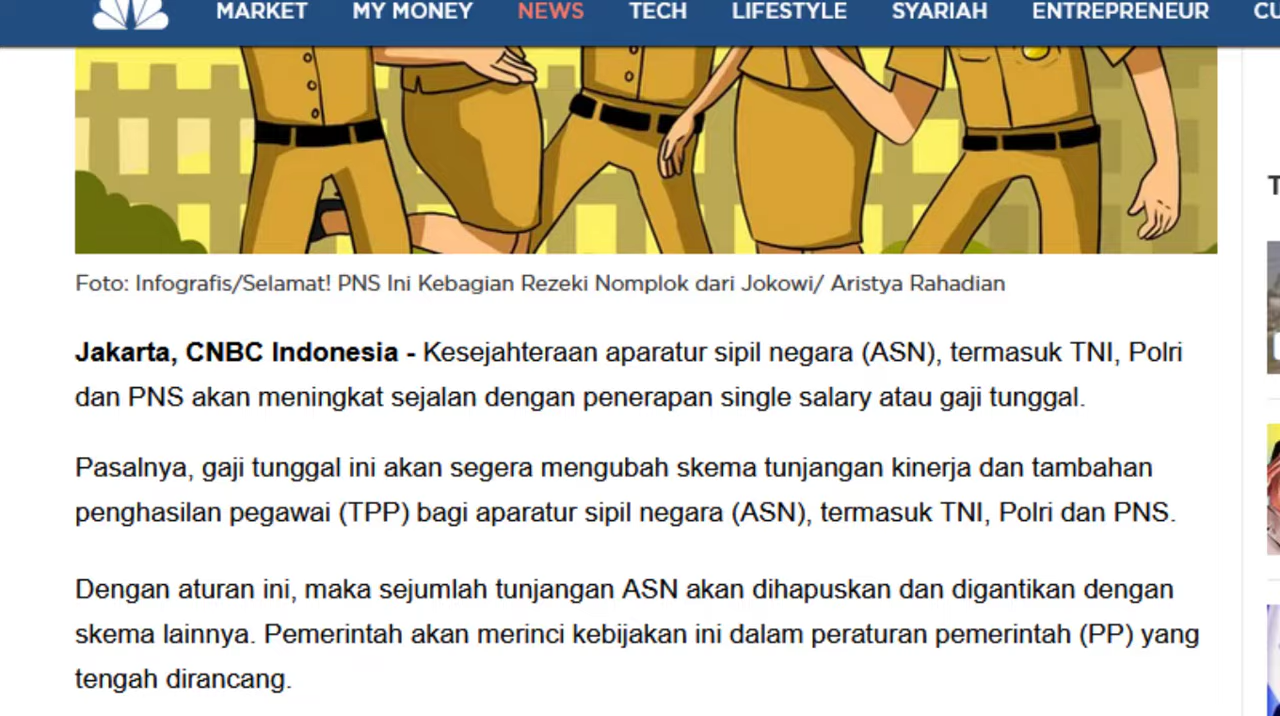 MARKET MY MONEY NEWS TECH LIFESTYLE SYARIAH ENTREPRENEUR CU
Foto: Infografis/Selamat! PNS Ini Kebagian Rezeki Nomplok dari Jokowi/ Aristya Rahadian
Jakarta, CNBC Indonesia - Kesejahteraan aparatur sipil negara (ASN), termasuk TNI, Polri
dan PNS akan meningkat sejalan dengan penerapan single salary atau gaji tunggal.
Pasalnya, gaji tunggal ini akan segera mengubah skema tunjangan kinerja dan tambahan
penghasilan pegawai (TPP) bagi aparatur sipil negara (ASN), termasuk TNI, Polri dan PNS.
Dengan aturan ini, maka sejumlah tunjangan ASN akan dihapuskan dan digantikan dengan
skema lainnya. Pemerintah akan merinci kebijakan ini dalam peraturan pemerintah (PP) yang
tengah dirancang.
T